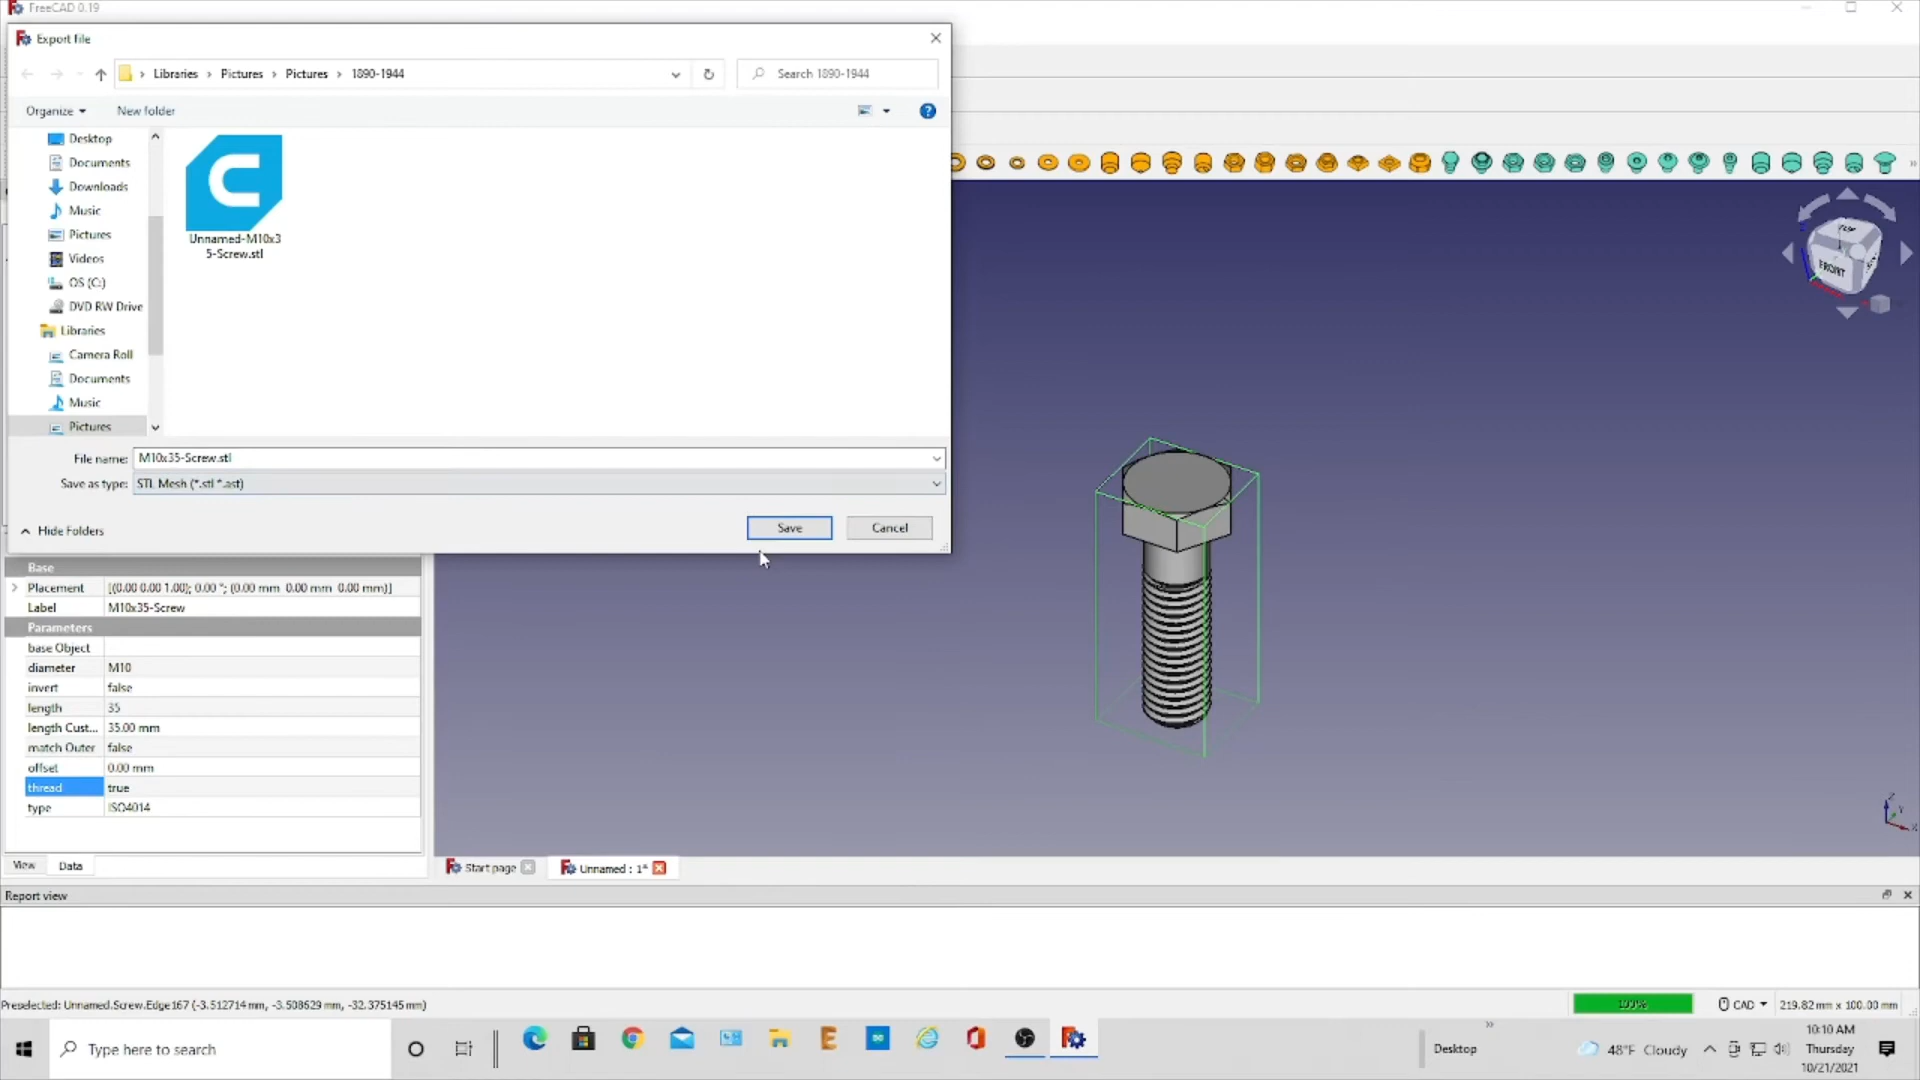 FreeCAD 0.19
Export file
Libraries
Pictures
Pictures
1890-1944
Search 1890-1944
Organize
New folder
Desktop
Documents
Downloads
Music
Pictures
Videos
OS (C:)
DVD RW Drive
Libraries
Camera Roll
Documents
Music
Pictures
Unnamed-M10x3
5-Screw.stl
File name: M10x35-Screw.stl
Save as type: STL Mesh (*.stl *.ast)
Hide Folders
Save
Cancel
TOP
FRONT
Base
Placement [(0.00 0.00 1.00); 0.00 °; (0.00 mm 0.00 mm 0.00 mm)]
Label M10x35-Screw
Parameters
base Object
diameter M10
invert false
length 35
length Cust... 35.00 mm
match Outer false
offset 0.00 mm
thread true
type ISO4014
View
Data
Start page
Unnamed : 1*
Z
Y
X
Report view
Preselected: Unnamed.Screw.Edge167 (-3.512714 mm, -3.508629 mm, -32.375145 mm)
100%
CAD
219.82 mm x 100.00 mm
Type here to search
Desktop
48°F Cloudy
10:10 AM
Thursday
10/21/2021